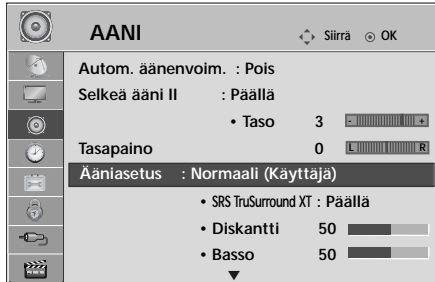 AANI Siirrä OK
Autom. äänenvoim. : Pois
Selkeä ääni II : Päällä
• Taso 3 - +
Tasapaino 0 L R
Ääniasetus : Normaali (Käyttäjä)
• SRS TruSurround XT : Päällä
• Diskantti 50
• Basso 50